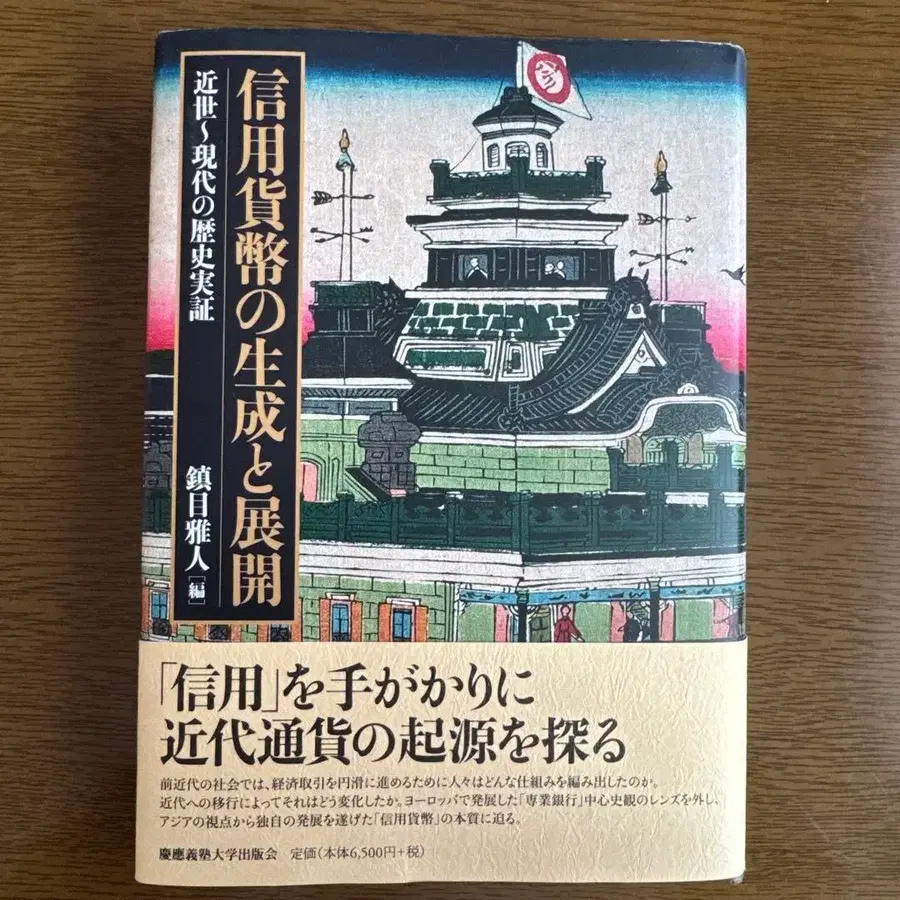 信用貨幣の生成と展開
近世〜現代の歴史実証
鎮目雅人[編]
「信用」を手がかりに
近代通貨の起源を探る
前近代の社会では、経済取引を円滑に進めるために人々はどんな仕組みを編み出したのか。
近代への移行によってそれはどう変化したか。ヨーロッパで発展した「専業銀行」中心史観のレンズを外し、
アジアの視点から独自の発展を遂げた「信用貨幣」の本質に迫る。
慶應義塾大学出版会 定価(本体6,500円+税)